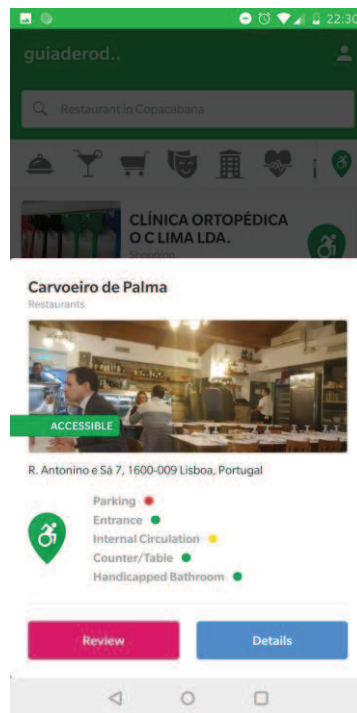 22:30
guiaderod..
Restaurant in Copacabana
CLÍNICA ORTOPÉDICA
O C LIMA LDA.
Shopping
Carvoeiro de Palma
Restaurants
ACCESSIBLE
R. Antonino e Sá 7, 1600-009 Lisboa, Portugal
Parking
Entrance
Internal Circulation
Counter/Table
Handicapped Bathroom
Review
Details